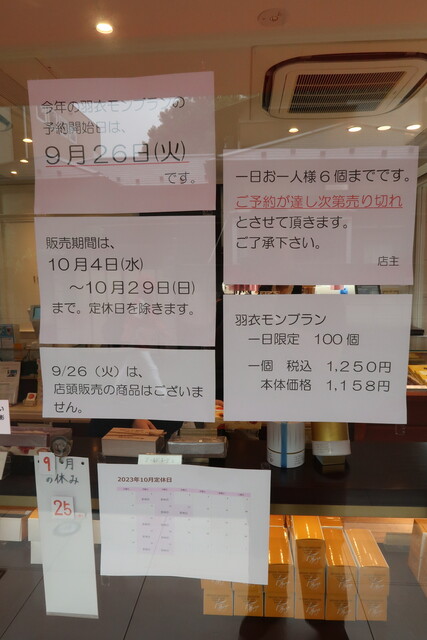 今年の羽衣モンブランの
予約開始日は、
9月26日(火)
です。
販売期間は、
10月4日(水)
～10月29日(日)
まで。定休日を除きます。
9/26（火）は、
店頭販売の商品はございま
せん。
一日お一人様6個までです。
ご予約が達し次第売り切れ
とさせて頂きます。
ご了承下さい。
店主
羽衣モンブラン
一日限定　100個
一個　税込　1,250円
本体価格　1,158円
9月
の休み
25
2023年10月定休日